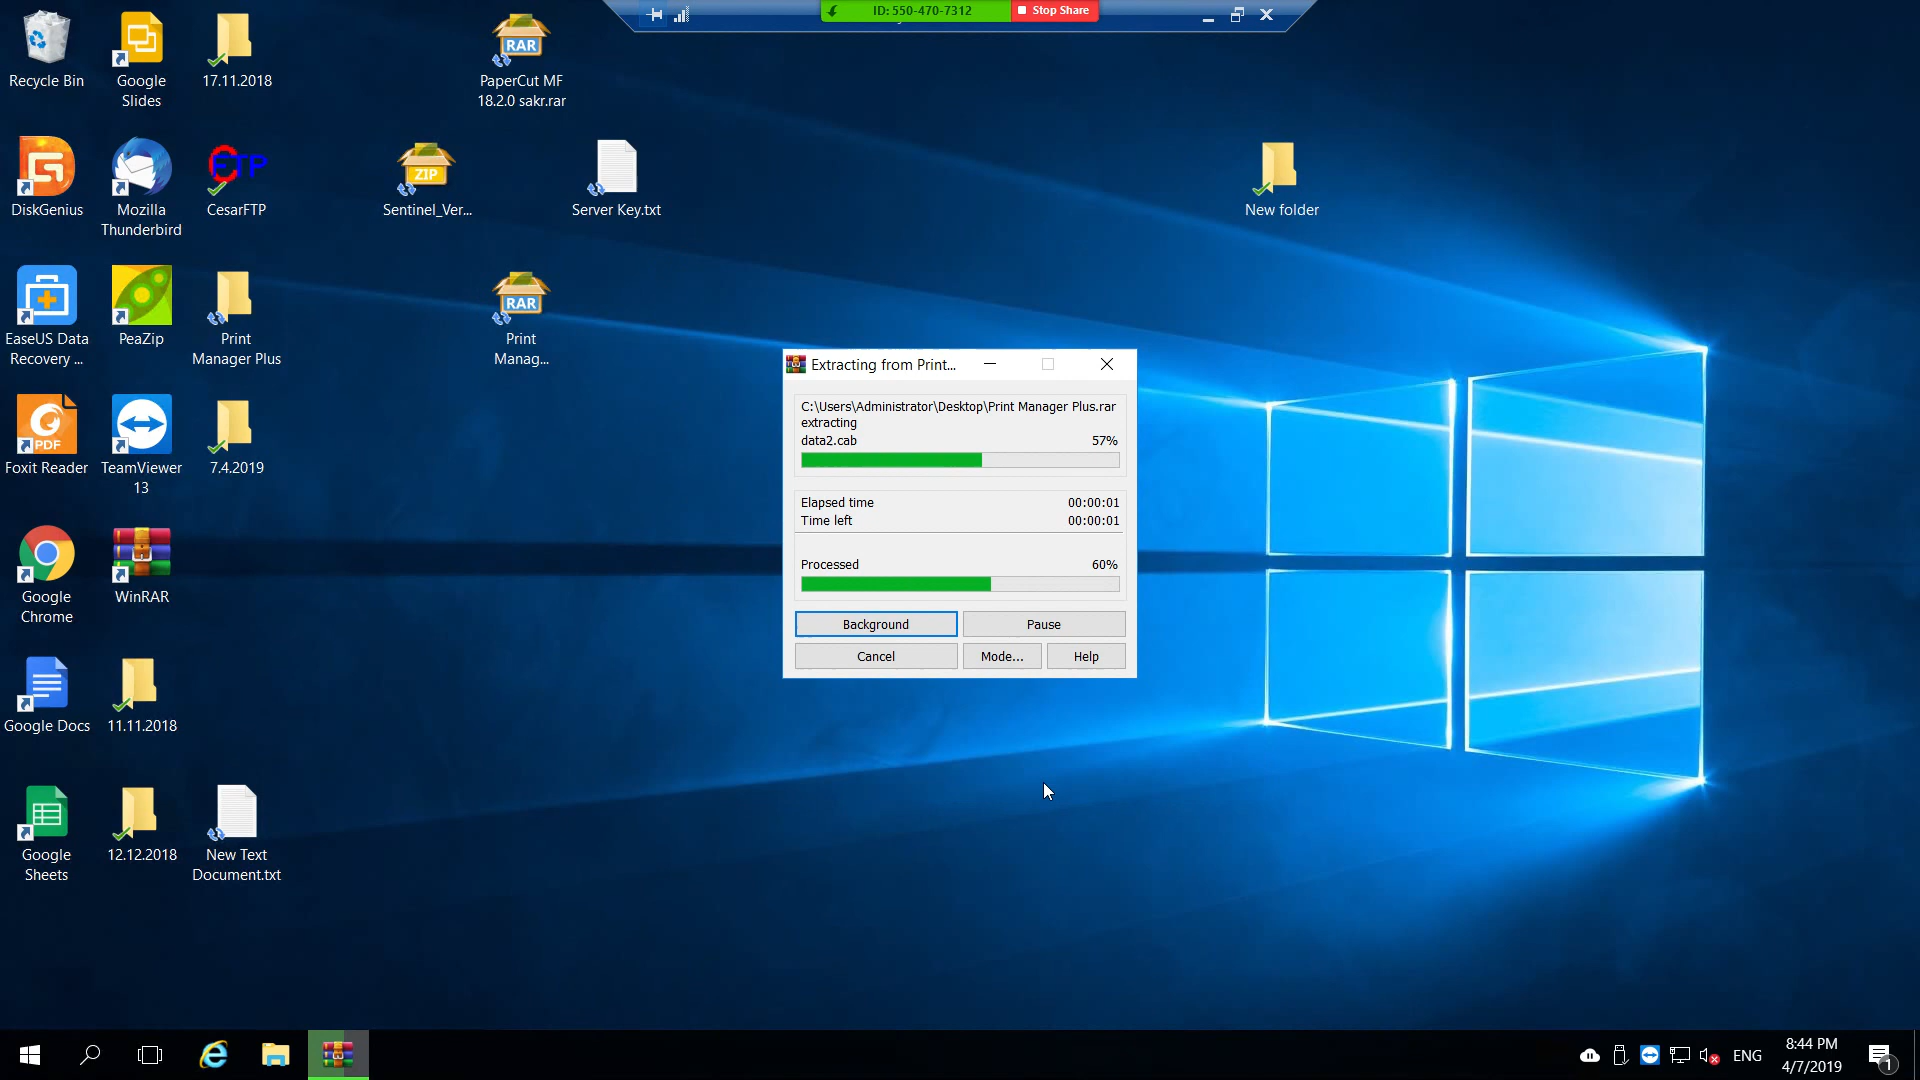 ID: 550-470-7312
Stop Share
Recycle Bin
Google
Slides
17.11.2018
RAR
PaperCut MF
18.2.0 sakr.rar
DiskGenius
Mozilla
Thunderbird
FTP
CesarFTP
ZIP
Sentinel_Ver...
Server Key.txt
New folder
EaseUS Data
Recovery ...
PeaZip
Print
Manager Plus
RAR
Print
Manag...
PDF
Foxit Reader
TeamViewer
13
7.4.2019
Google
Chrome
WinRAR
Google Docs
11.11.2018
Google
Sheets
12.12.2018
New Text
Document.txt
Extracting from Print...
C:\Users\Administrator\Desktop\Print Manager Plus.rar
extracting
data2.cab 57%
Elapsed time 00:00:01
Time left 00:00:01
Processed 60%
Background Pause
Cancel Mode... Help
ENG
8:44 PM
4/7/2019
1